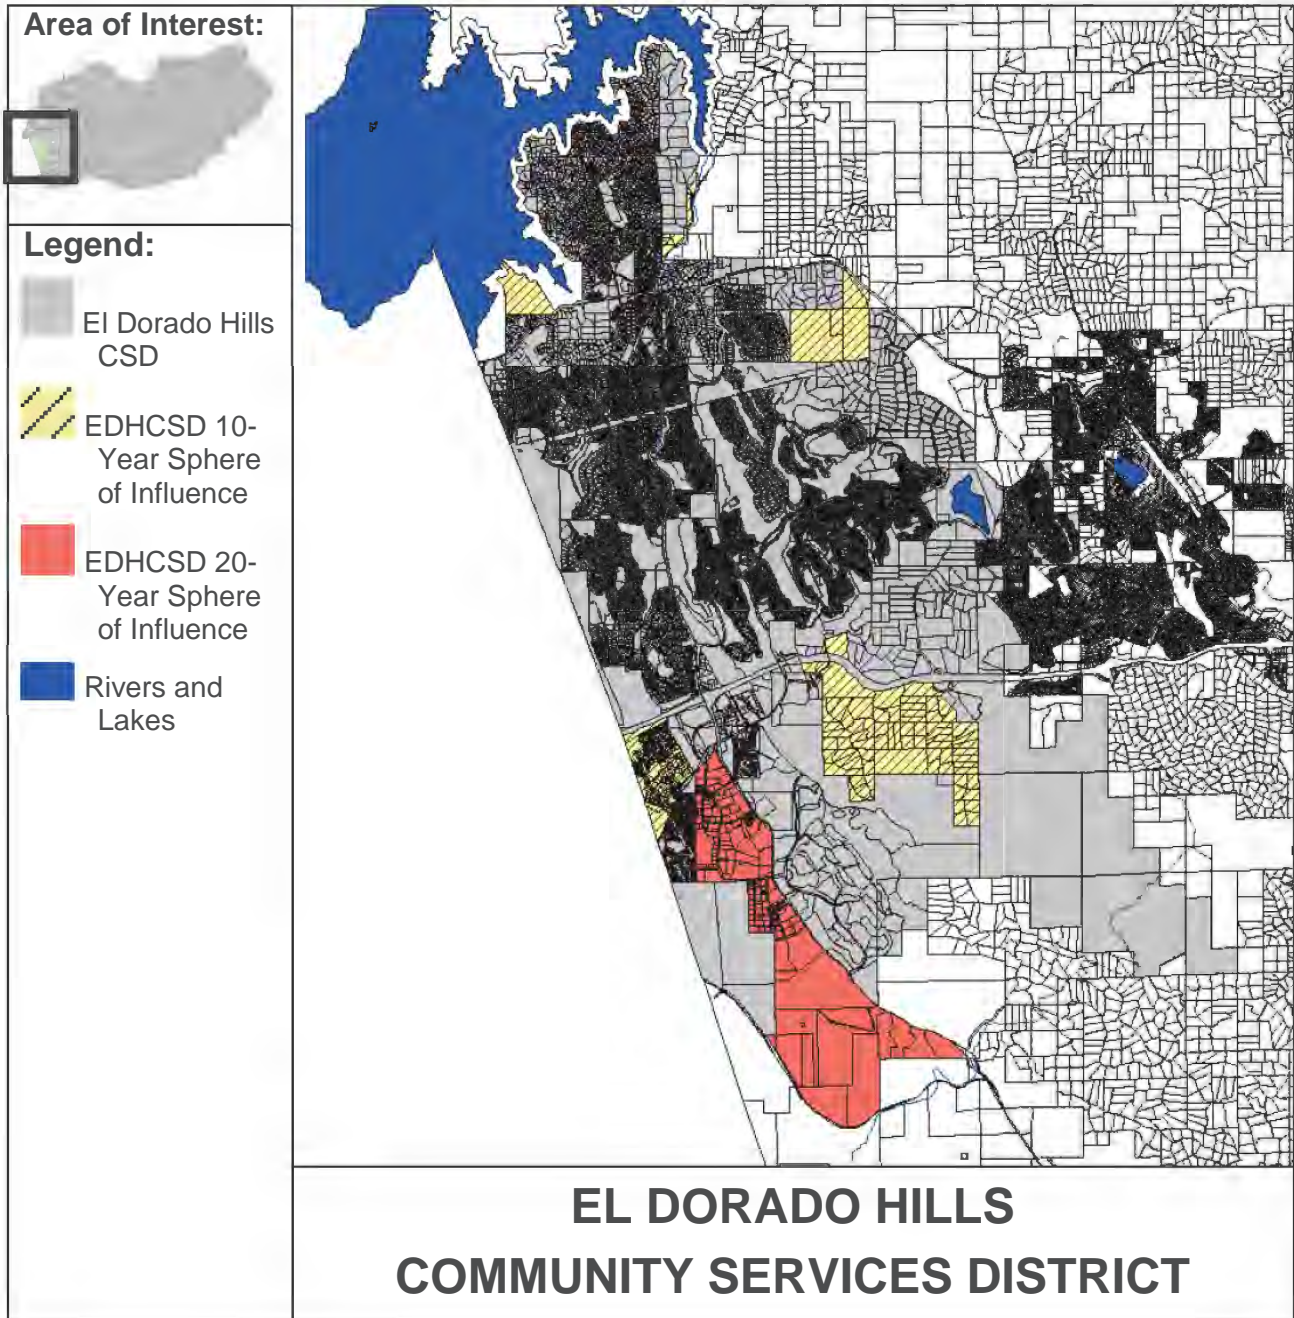 Area of Interest:
Legend:
El Dorado Hills
CSD
EDHCSD 10-
Year Sphere
of Influence
EDHCSD 20-
Year Sphere
of Influence
Rivers and
Lakes
EL DORADO HILLS
COMMUNITY SERVICES DISTRICT